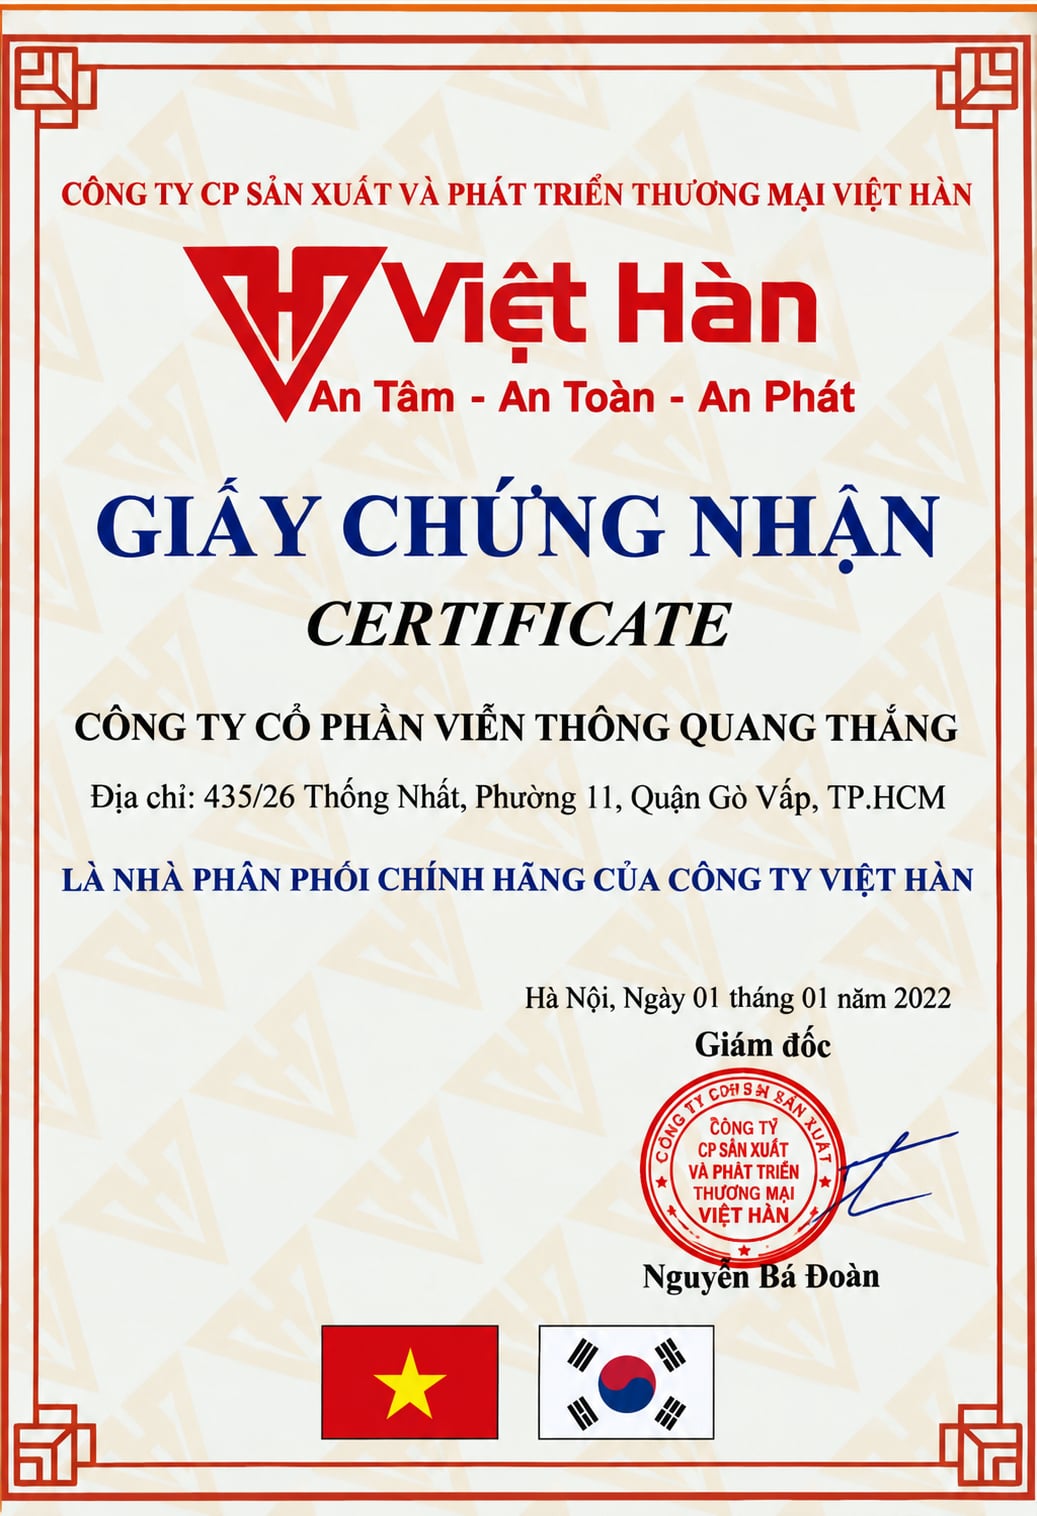 CÔNG TY CP SẢN XUẤT VÀ PHÁT TRIỂN THƯƠNG MẠI VIỆT HÀN
Việt Hàn
An Tâm - An Toàn - An Phát
GIẤY CHỨNG NHẬN
CERTIFICATE
CÔNG TY CỔ PHẦN VIỄN THÔNG QUANG THẮNG
Địa chỉ: 435/26 Thống Nhất, Phường 11, Quận Gò Vấp, TP.HCM
LÀ NHÀ PHÂN PHỐI CHÍNH HÃNG CỦA CÔNG TY VIỆT HÀN
Hà Nội, Ngày 01 tháng 01 năm 2022
Giám đốc
CÔNG TY SẢN XUẤT
CÔNG TY
CP SẢN XUẤT
VÀ PHÁT TRIỂN
THƯƠNG MẠI
VIỆT HÀN
Nguyễn Bá Đoàn